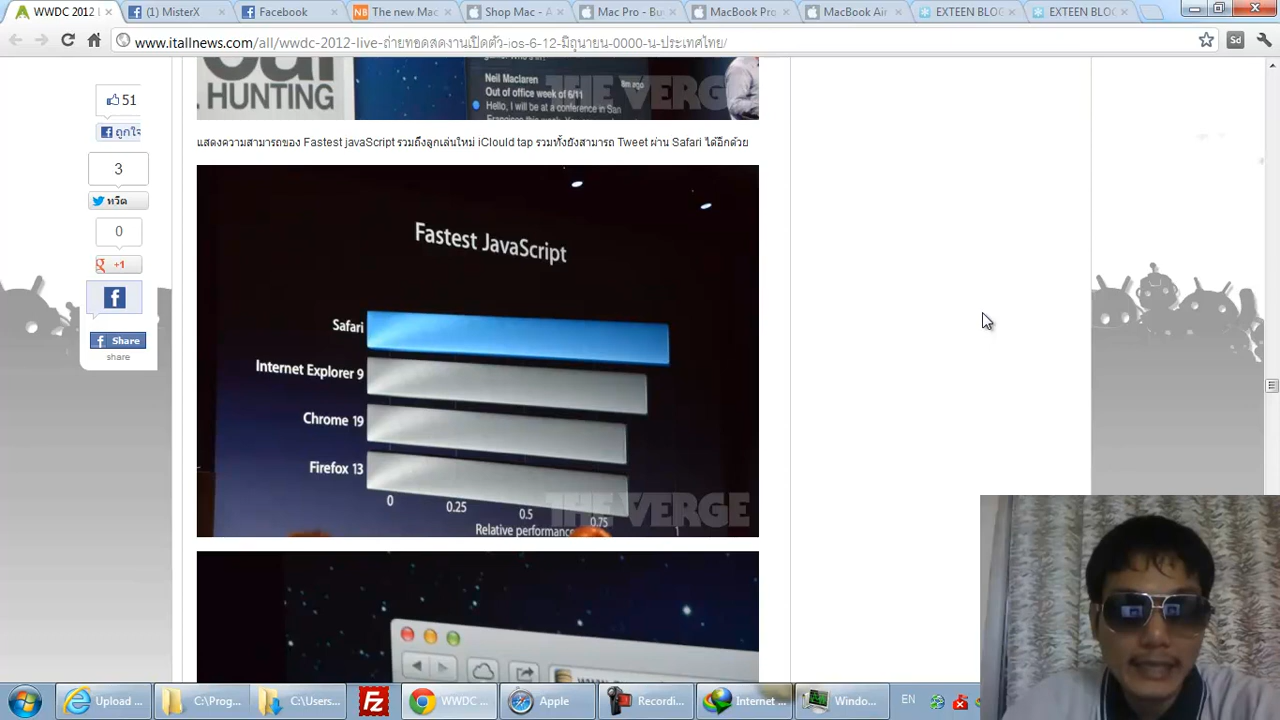 WWDC 2012 l
(1) MisterX
Facebook
The new Mac
Shop Mac - A
Mac Pro - Bu
MacBook Pro
MacBook Air
EXTEEN BLOG
EXTEEN BLOG
www.itallnews.com/all/wwdc-2012-live-ถ่ายทอดสดงานเปิดตัว-ios-6-12-มิถุนายน-0000-น-ประเทศไทย/
Sd
HUNTING
Neil Maclaren
8m ago
Out of office week of 6/11
Hello, I will be at a conference in San
THE VERGE
51
ถูกใจ
3
ทวีต
0
+1
Share
share
แสดงความสามารถของ Fastest javaScript รวมถึงลูกเล่นใหม่ iClould tap รวมทั้งยังสามารถ Tweet ผ่าน Safari ได้อีกด้วย
Fastest JavaScript
Safari
Internet Explorer 9
Chrome 19
Firefox 13
0 0.25 0.5 0.75 1
Relative performance
THE VERGE
Upload ...
C:\Prog...
C:\Users...
WWDC ...
Apple
Recordi...
Internet ...
Windo...
EN